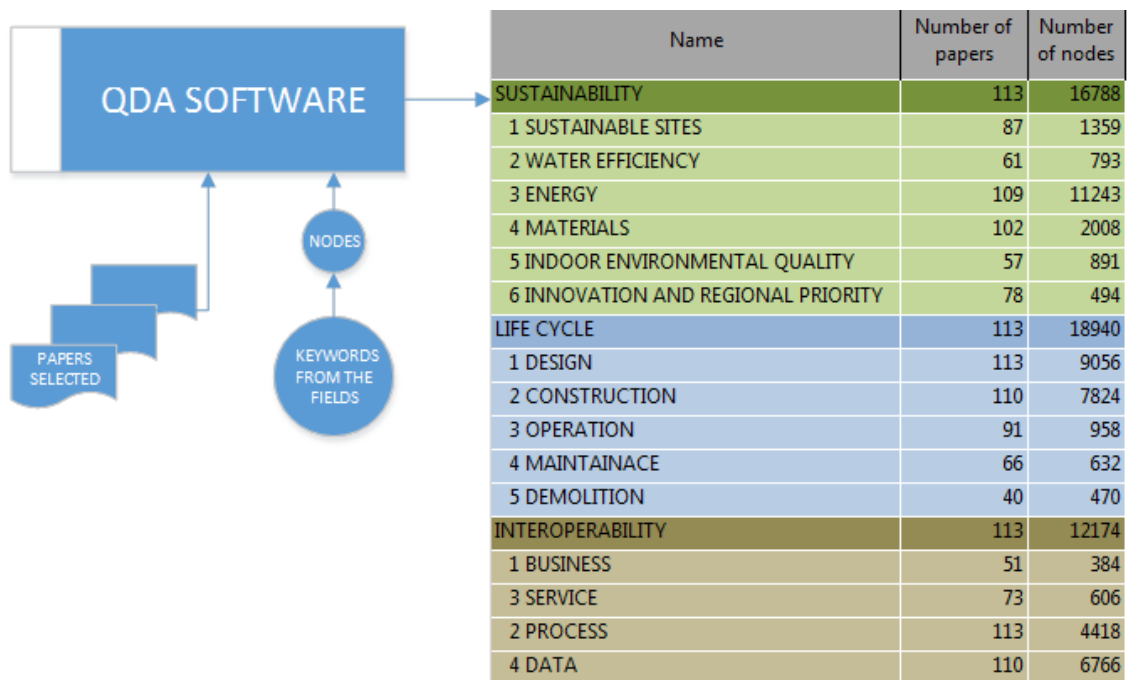 QDA SOFTWARE
NODES
PAPERS
SELECTED
KEYWORDS
FROM THE
FIELDS
Name Number of papers Number of nodes
SUSTAINABILITY 113 16788
1 SUSTAINABLE SITES 87 1359
2 WATER EFFICIENCY 61 793
3 ENERGY 109 11243
4 MATERIALS 102 2008
5 INDOOR ENVIRONMENTAL QUALITY 57 891
6 INNOVATION AND REGIONAL PRIORITY 78 494
LIFE CYCLE 113 18940
1 DESIGN 113 9056
2 CONSTRUCTION 110 7824
3 OPERATION 91 958
4 MAINTAINACE 66 632
5 DEMOLITION 40 470
INTEROPERABILITY 113 12174
1 BUSINESS 51 384
3 SERVICE 73 606
2 PROCESS 113 4418
4 DATA 110 6766